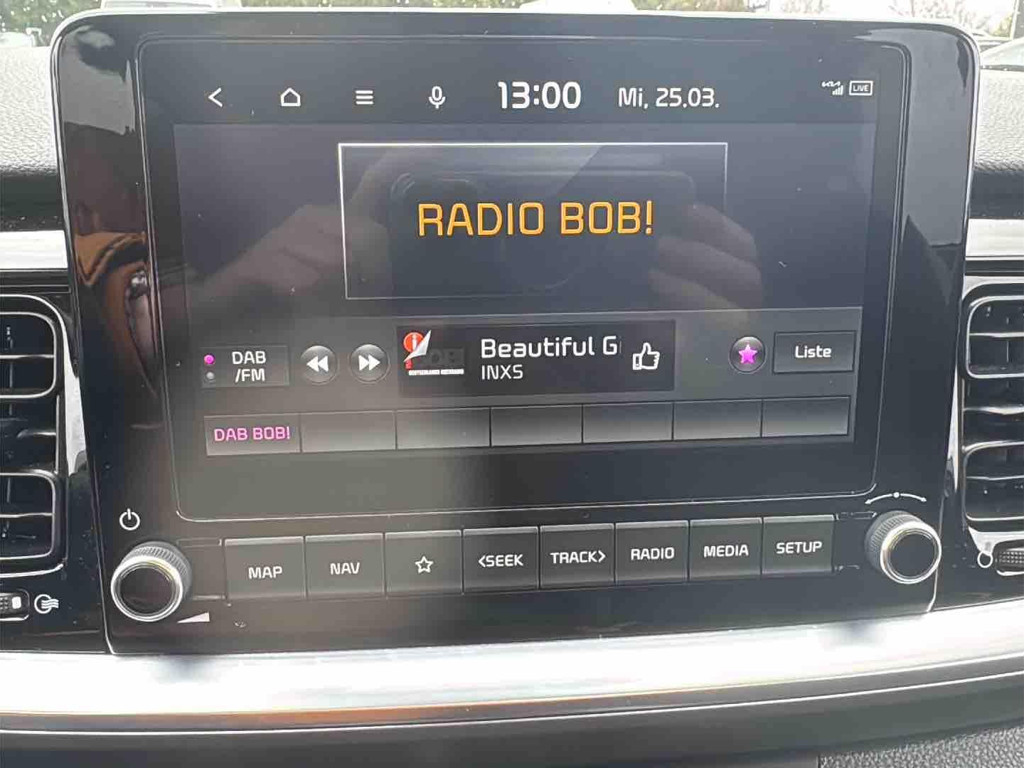 13:00 Mi, 25.03. LIVE
RADIO BOB!
DAB
/FM
Beautiful G
INXS
Liste
DAB BOB!
MAP NAV <SEEK TRACK> RADIO MEDIA SETUP